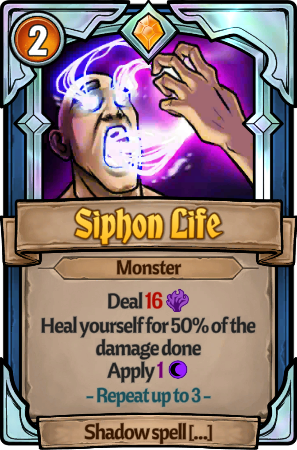 2
Siphon Life
Monster
Deal 16
Heal yourself for 50% of the
damage done
Apply 1
- Repeat up to 3 -
Shadow spell [...]